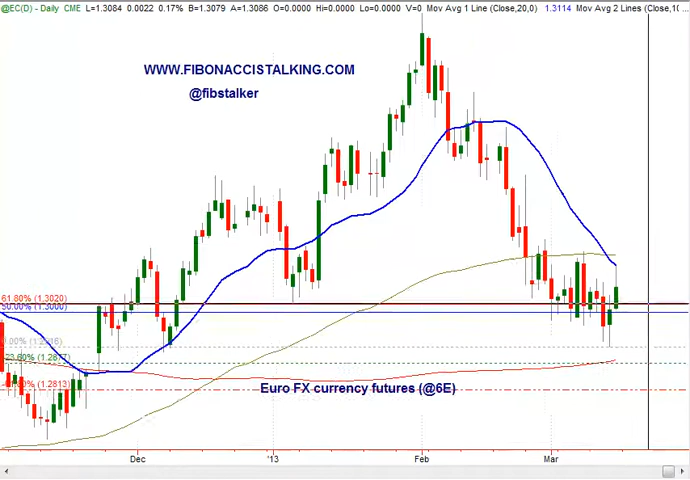 @EC(D) - Daily CME L=1.3084 0.0022 0.17% B=1.3079 A=1.3086 O=0.0000 Hi=0.0000 Lo=0.0000 V=0 Mov Avg 1 Line (Close,20,0) 1.3114 Mov Avg 2 Lines (Close,10...
WWW.FIBONACCISTALKING.COM
@fibstalker
61.80% (1.3020)
50.00% (1.3000)
-23.60% (1.2877)
(1.2813)
Euro FX currency futures (@6E)
Dec '13 Feb Mar